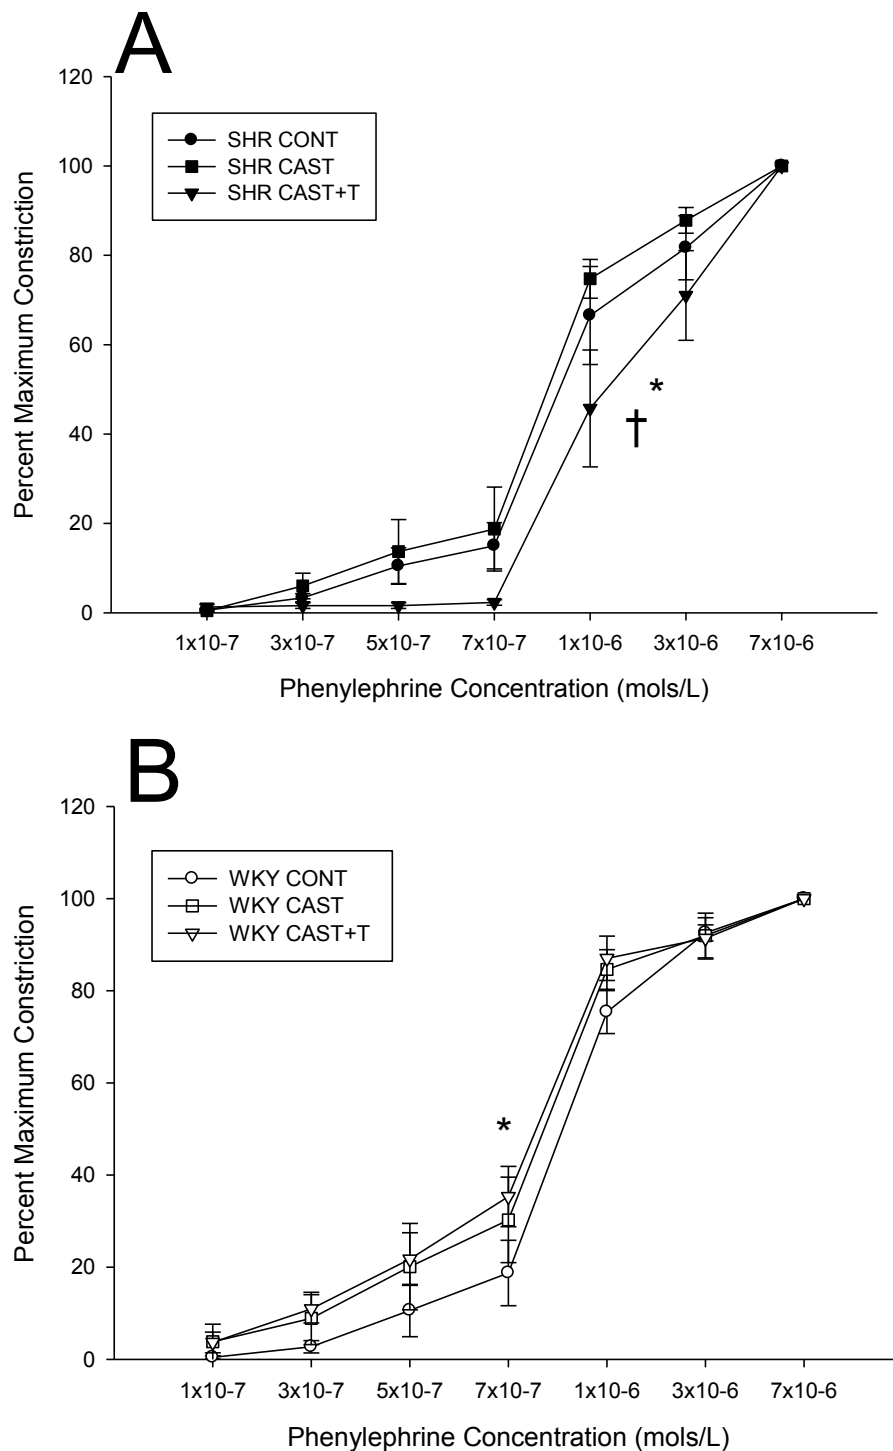 A
120
100
80
60
40
20
0
Percent Maximum Constriction
SHR CONT
SHR CAST
SHR CAST+T
*
†
1x10-7 3x10-7 5x10-7 7x10-7 1x10-6 3x10-6 7x10-6
Phenylephrine Concentration (mols/L)
B
120
100
80
60
40
20
0
Percent Maximum Constriction
WKY CONT
WKY CAST
WKY CAST+T
*
1x10-7 3x10-7 5x10-7 7x10-7 1x10-6 3x10-6 7x10-6
Phenylephrine Concentration (mols/L)